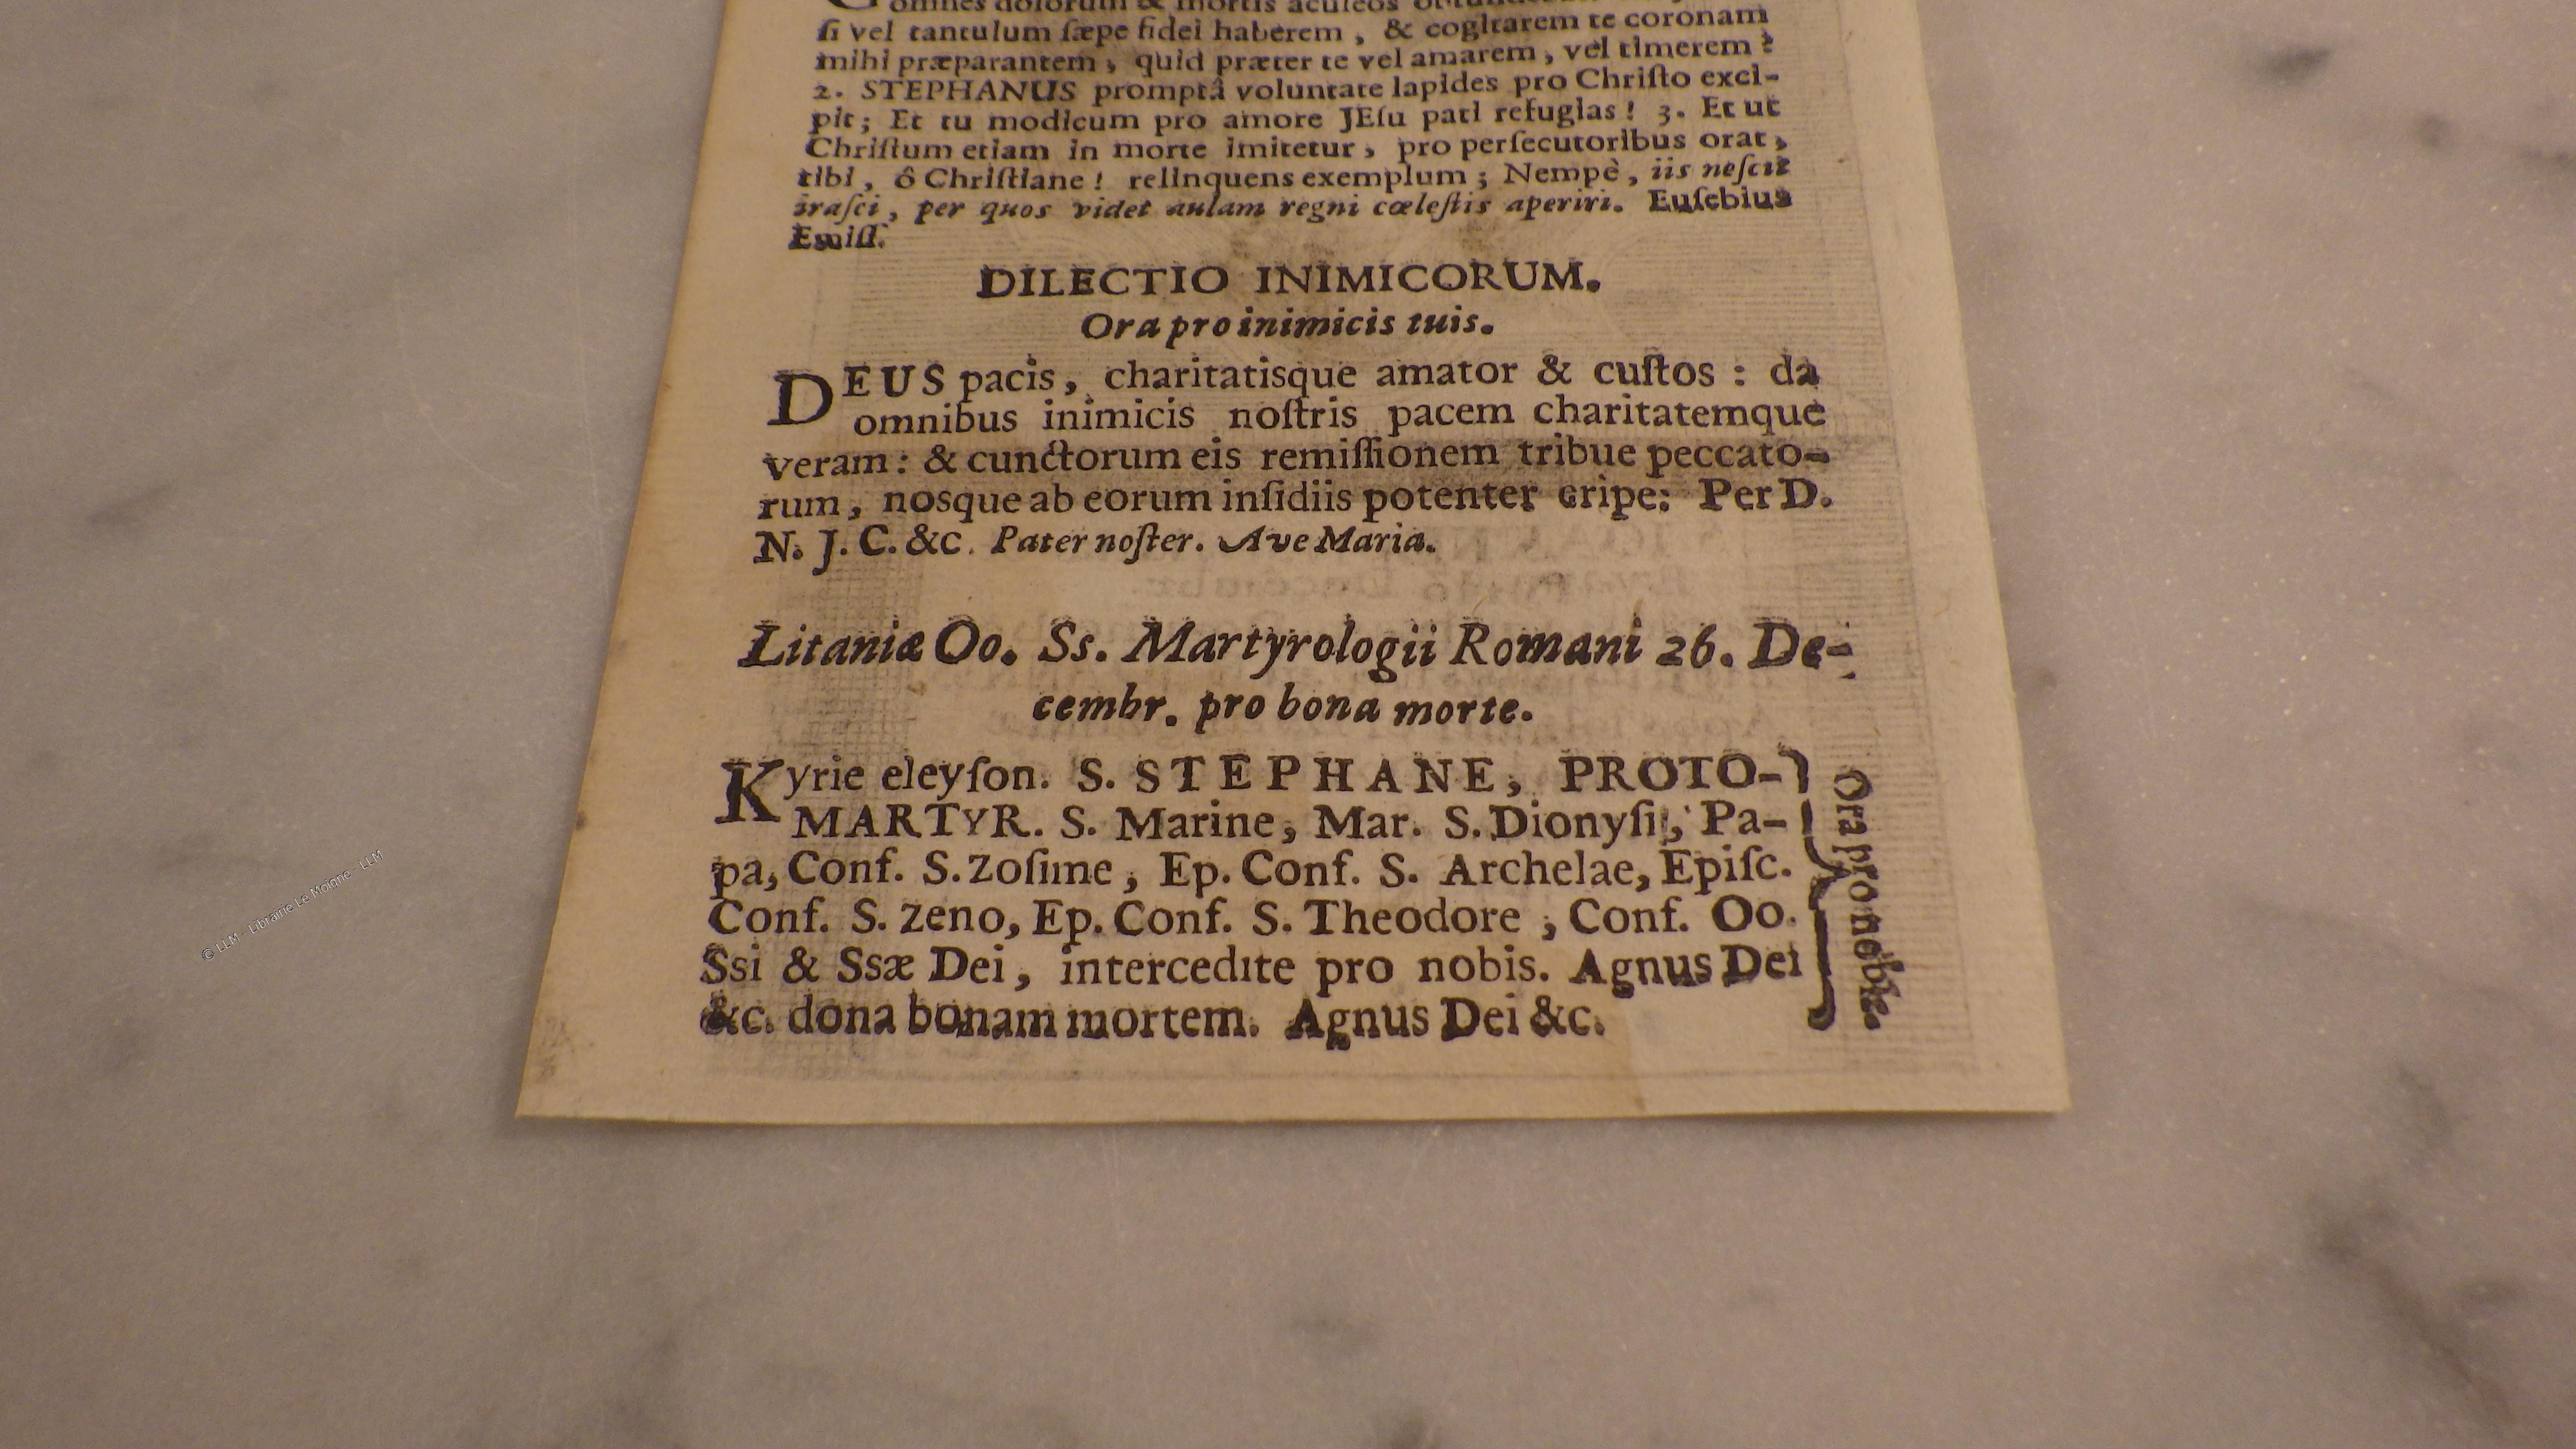 omnes dolorum & mortis aculeos
ſi vel tantulum ſæpe fidei haberem, & cogitarem te coronam
mihi præparantem, quid præter te vel amarem, vel timerem?
2. STEPHANUS promptâ voluntate lapides pro Chriſto exci-
pit; Et tu modicum pro amore JEſu pati refugias! 3. Et ut
Chriſtum etiam in morte imitetur, pro perſecutoribus orat,
tibi, ô Chriſtiane! relinquens exemplum; Nempè, iis neſcit
iraſci, per quos videt aulam regni cœleſtis aperiri. Euſebius
Emiſſ.
DILECTIO INIMICORUM.
Ora pro inimicis tuis.
DEUS pacis, charitatisque amator & cuſtos : da
omnibus inimicis noſtris pacem charitatemque
veram: & cunctorum eis remiſſionem tribue peccato-
rum, nosque ab eorum inſidiis potenter eripe: Per D.
N. J. C. &c. Pater noſter. Ave Maria.
Litaniæ Oo. Ss. Martyrologii Romani 26. De-
cembr. pro bona morte.
Kyrie eleyſon. S. STEPHANE, PROTO-
MARTYR. S. Marine, Mar. S. Dionyſi, Pa-
pa, Conf. S. Zoſime, Ep. Conf. S. Archelae, Epiſc.
Conf. S. Zeno, Ep. Conf. S. Theodore, Conf. Oo.
Ssi & Ssæ Dei, intercedite pro nobis. Agnus Dei
&c. dona bonam mortem. Agnus Dei &c.
Ora pro nobis.
© LLM - Librairie Le Moigne - LLM